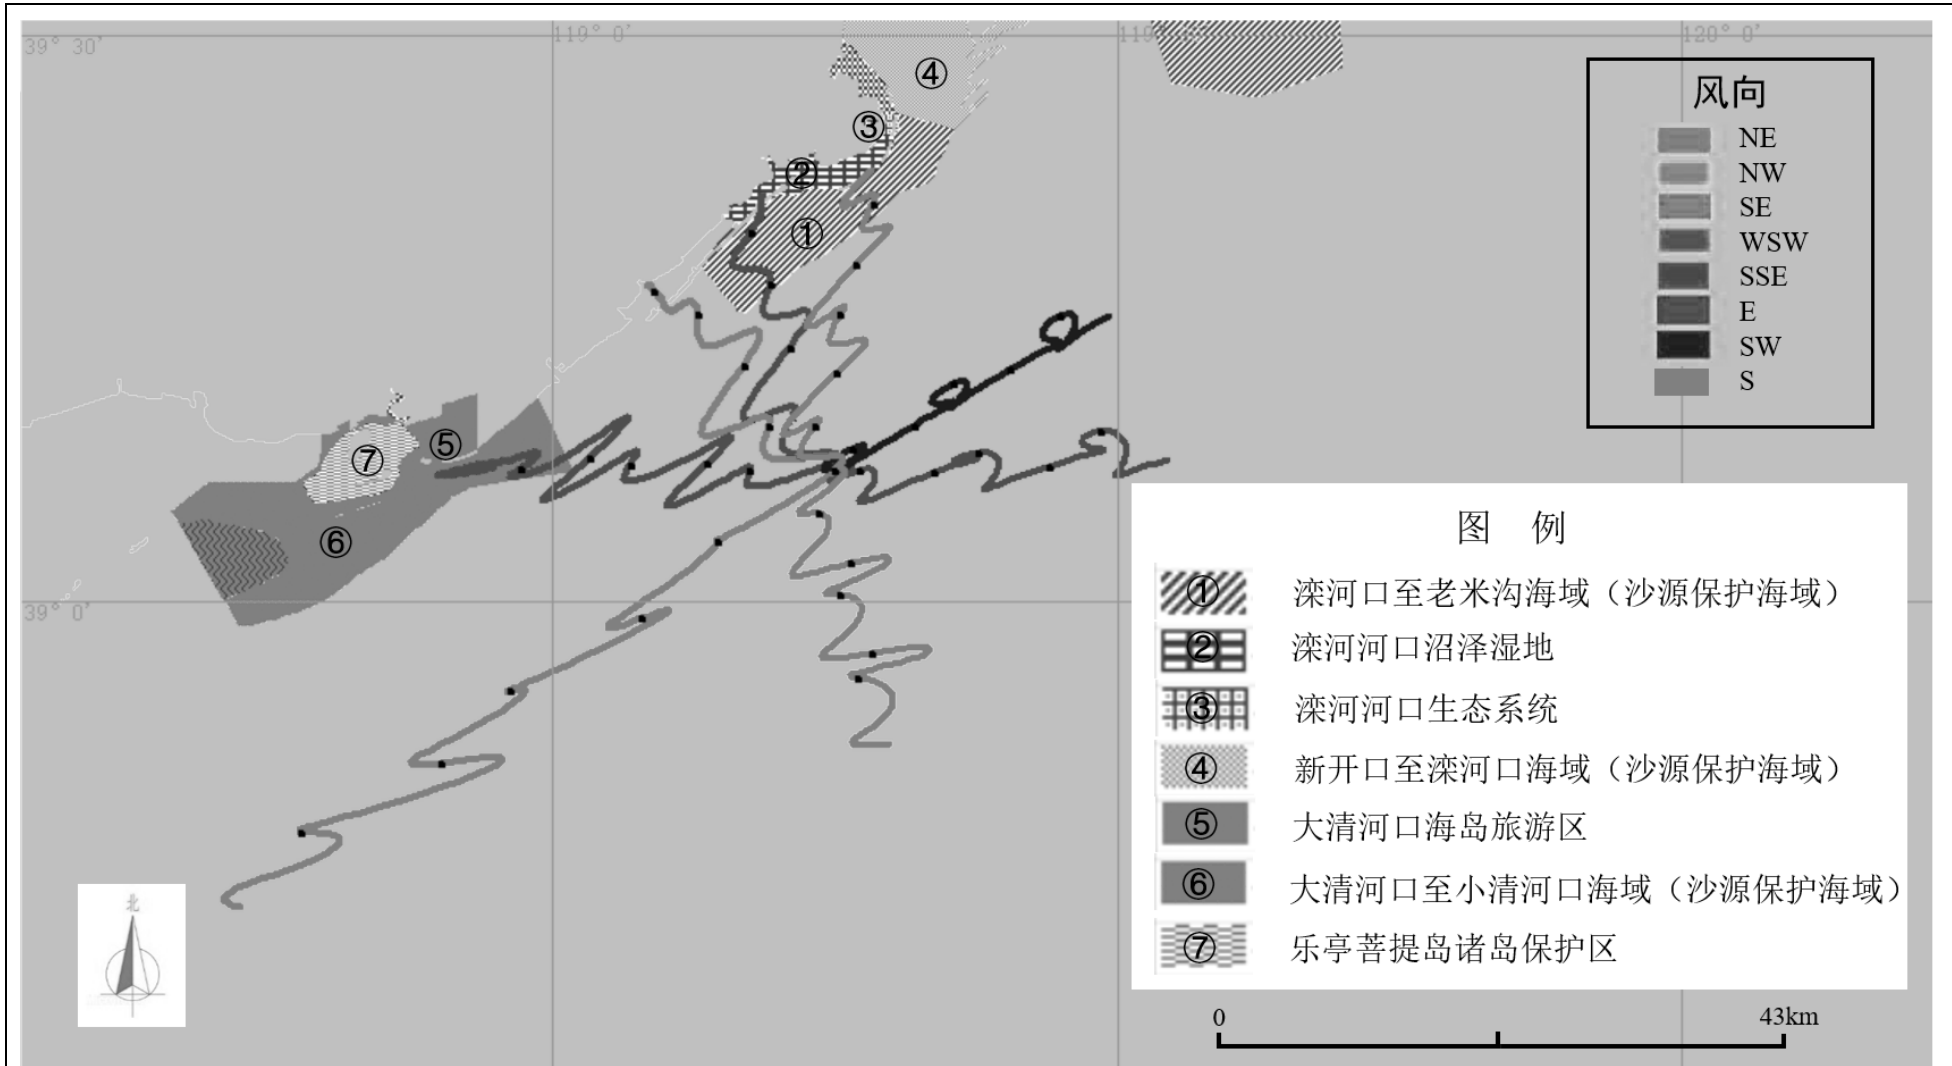 39° 30'
119° 0'
120° 0'
④
③
②
①
⑤
⑦
⑥
39° 0'
风向
NE
NW
SE
WSW
SSE
E
SW
S
图 例
① 滦河口至老米沟海域（沙源保护海域）
② 滦河河口沼泽湿地
③ 滦河河口生态系统
④ 新开口至滦河口海域（沙源保护海域）
⑤ 大清河口海岛旅游区
⑥ 大清河口至小清河口海域（沙源保护海域）
⑦ 乐亭菩提岛诸岛保护区
北
0 43km